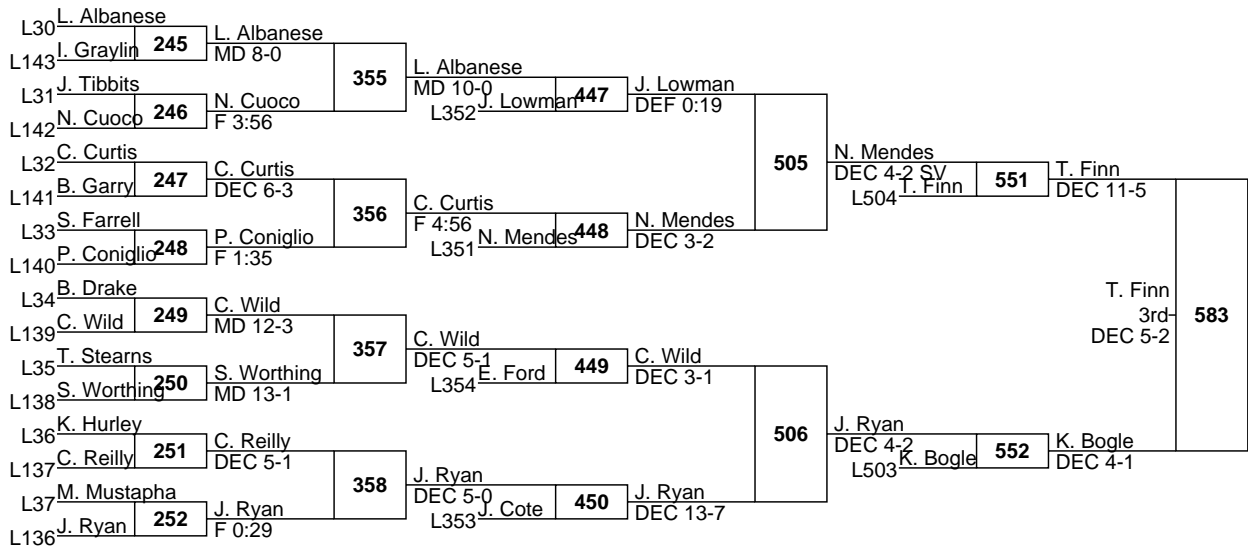 L30 L. Albanese
L143 I. Graylin
245
L. Albanese
MD 8-0
L31 J. Tibbits
L142 N. Cuoco
246
N. Cuoco
F 3:56
355
L. Albanese
MD 10-0
L352 J. Lowman
447
J. Lowman
DEF 0:19
L32 C. Curtis
L141 B. Garry
247
C. Curtis
DEC 6-3
L33 S. Farrell
L140 P. Coniglio
248
P. Coniglio
F 1:35
356
C. Curtis
F 4:56
L351 N. Mendes
448
N. Mendes
DEC 3-2
505
N. Mendes
DEC 4-2 SV
L504 T. Finn
551
T. Finn
DEC 11-5
L34 B. Drake
L139 C. Wild
249
C. Wild
MD 12-3
L35 T. Stearns
L138 S. Worthing
250
S. Worthing
MD 13-1
357
C. Wild
DEC 5-1
L354 E. Ford
449
C. Wild
DEC 3-1
L36 K. Hurley
L137 C. Reilly
251
C. Reilly
DEC 5-1
L37 M. Mustapha
L136 J. Ryan
252
J. Ryan
F 0:29
358
J. Ryan
DEC 5-0
L353 J. Cote
450
J. Ryan
DEC 13-7
506
J. Ryan
DEC 4-2
L503 K. Bogle
552
K. Bogle
DEC 4-1
T. Finn
3rd
DEC 5-2
583